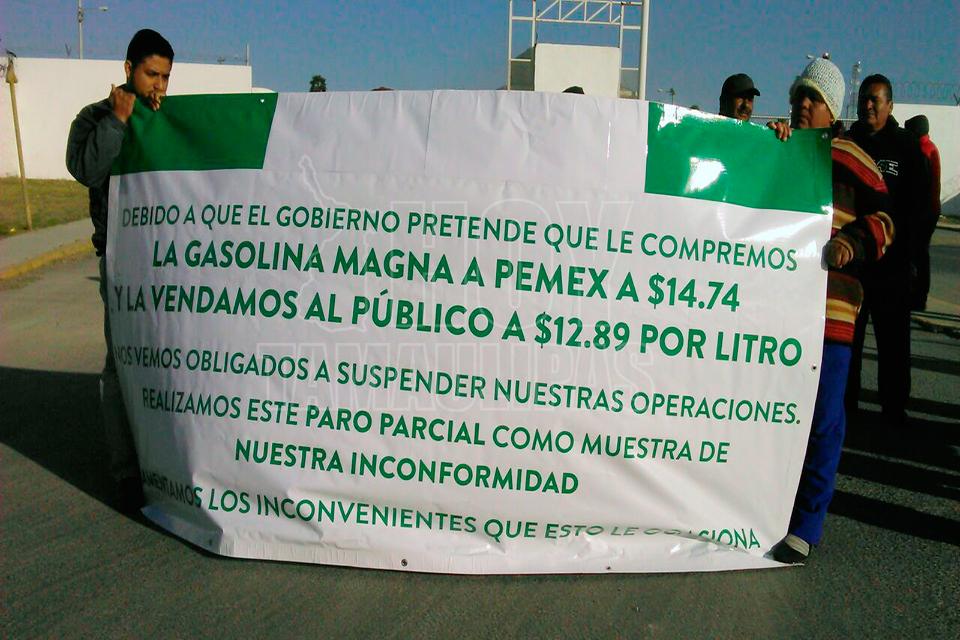 DEBIDO A QUE EL GOBIERNO PRETENDE QUE LE COMPREMOS
LA GASOLINA MAGNA A PEMEX A $14.74
Y LA VENDAMOS AL PÚBLICO A $12.89 POR LITRO
NOS VEMOS OBLIGADOS A SUSPENDER NUESTRAS OPERACIONES.
REALIZAMOS ESTE PARO PARCIAL COMO MUESTRA DE
NUESTRA INCONFORMIDAD
LAMENTAMOS LOS INCONVENIENTES QUE ESTO LE OCASIONA
HOY
TAMAULIPAS